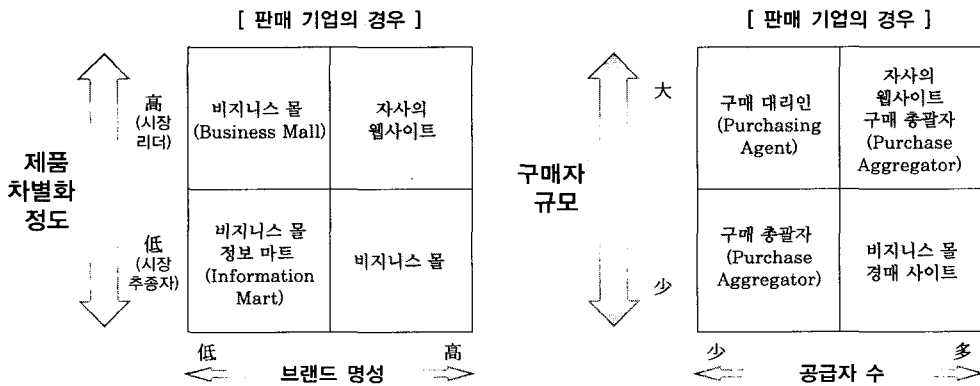 [ 판매 기업의 경우 ]
제품
차별화
정도
高
(시장
리더)
低
(시장
추종자)
비지니스 몰
(Business Mall)
자사의
웹사이트
비지니스 몰
정보 마트
(Information
Mart)
비지니스 몰
低
高
브랜드 명성
[ 판매 기업의 경우 ]
구매자
규모
大
少
구매 대리인
(Purchasing
Agent)
자사의
웹사이트
구매 총괄자
(Purchase
Aggregator)
구매 총괄자
(Purchase
Aggregator)
비지니스 몰
경매 사이트
少
多
공급자 수